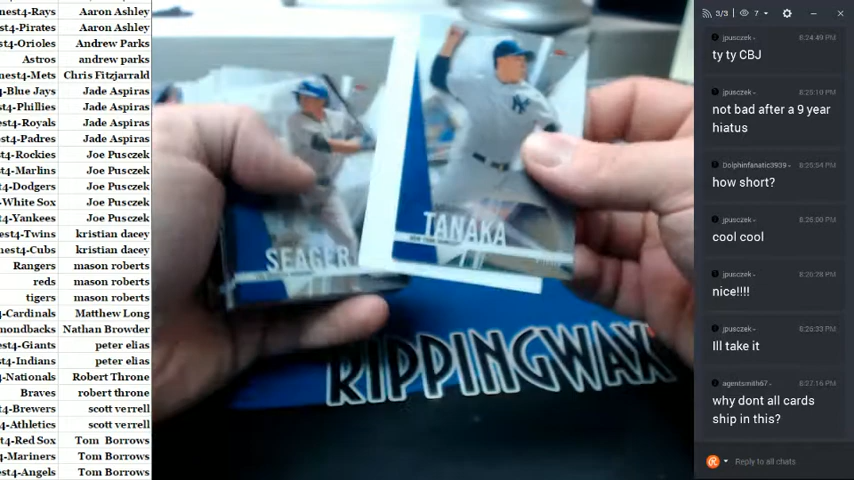 nest4-Rays Aaron Ashley
est4-Pirates Aaron Ashley
est4-Orioles Andrew Parks
Astros andrew parks
nest4-Mets Chris Fitzjarrald
-Blue Jays Jade Aspiras
4-Phillies Jade Aspiras
est4-Royals Jade Aspiras
est4-Padres Jade Aspiras
st4-Rockies Joe Pusczek
st4-Marlins Joe Pusczek
st4-Dodgers Joe Pusczek
-White Sox Joe Pusczek
st4-Yankees Joe Pusczek
est4-Twins kristian dacey
est4-Cubs kristian dacey
Rangers mason roberts
reds mason roberts
tigers mason roberts
4-Cardinals Matthew Long
mondbacks Nathan Browder
est4-Giants peter elias
est4-Indians peter elias
4-Nationals Robert Throne
Braves robert throne
st4-Brewers scott verrell
t4-Athletics scott verrell
st4-Red Sox Tom Borrows
4-Mariners Tom Borrows
est4-Angels Tom Borrows
SEAGER
TANAKA
RIPPINGWAX
3/3 7
jpusczek 8:24:49 PM
ty ty CBJ
jpusczek 8:25:10 PM
not bad after a 9 year
hiatus
Dolphinfanatic3939 8:25:54 PM
how short?
jpusczek 8:26:00 PM
cool cool
jpusczek 8:26:28 PM
nice!!!!
jpusczek 8:26:33 PM
Ill take it
agentsmith67 8:27:16 PM
why dont all cards
ship in this?
Reply to all chats